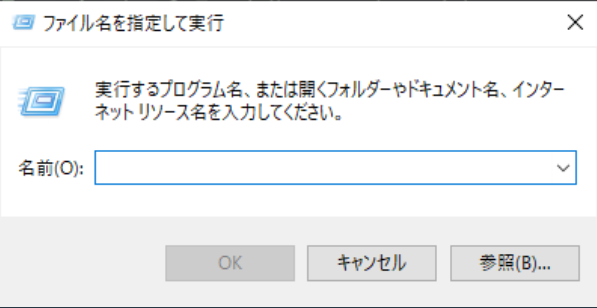 ファイル名を指定して実行
実行するプログラム名、または開くフォルダーやドキュメント名、インター
ネット リソース名を入力してください。
名前(O):
OK
キャンセル
参照(B)...